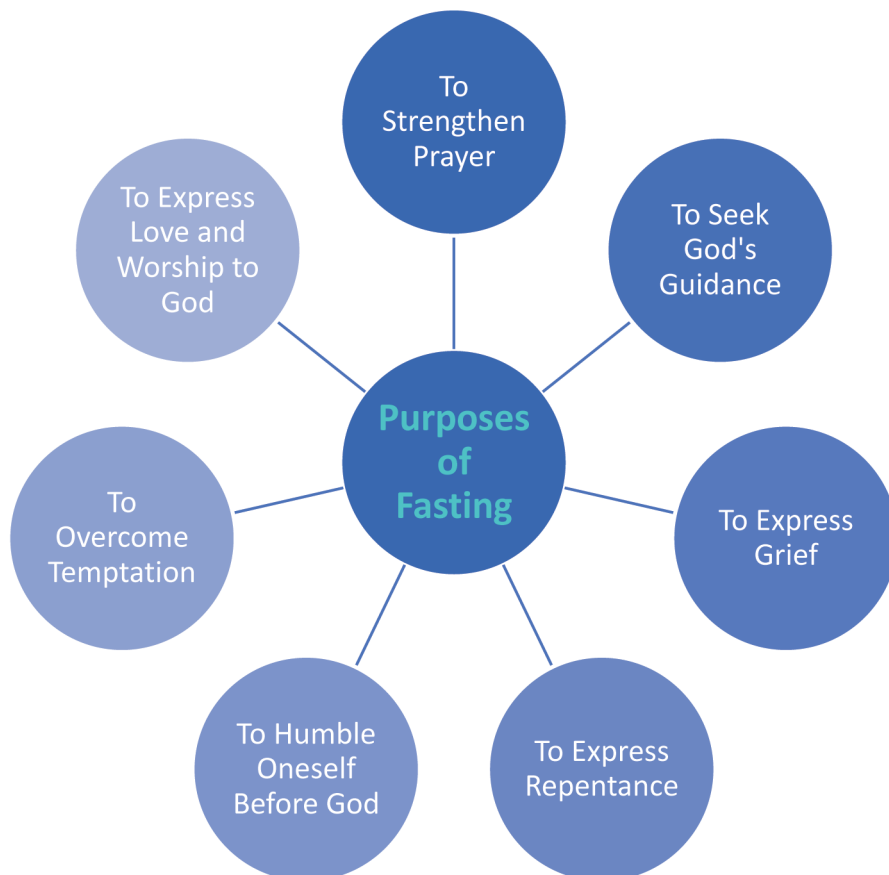 To
Strengthen
Prayer
To Seek
God's
Guidance
To Express
Grief
To Express
Repentance
To Humble
Oneself
Before God
To
Overcome
Temptation
To Express
Love and
Worship to
God
Purposes
of
Fasting